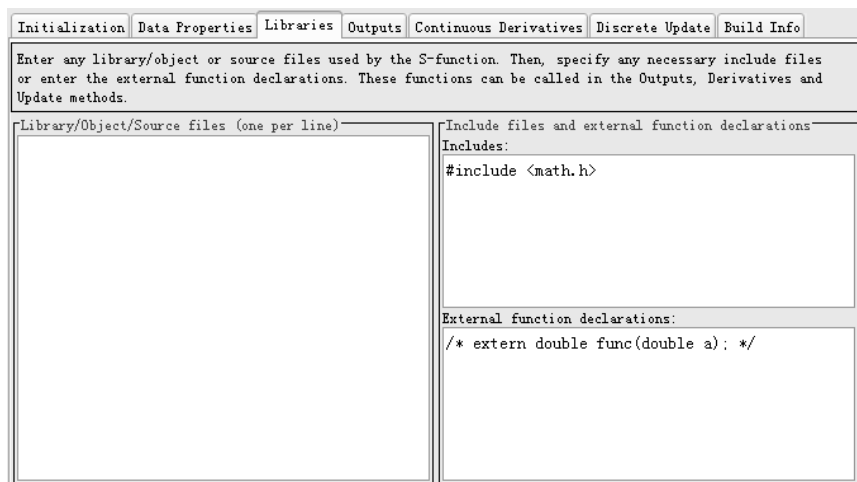 Initialization Data Properties Libraries Outputs Continuous Derivatives Discrete Update Build Info
Enter any library/object or source files used by the S-function. Then, specify any necessary include files
or enter the external function declarations. These functions can be called in the Outputs, Derivatives and
Update methods.
Library/Object/Source files (one per line)
Include files and external function declarations
Includes:
#include <math.h>
External function declarations:
/* extern double func(double a); */